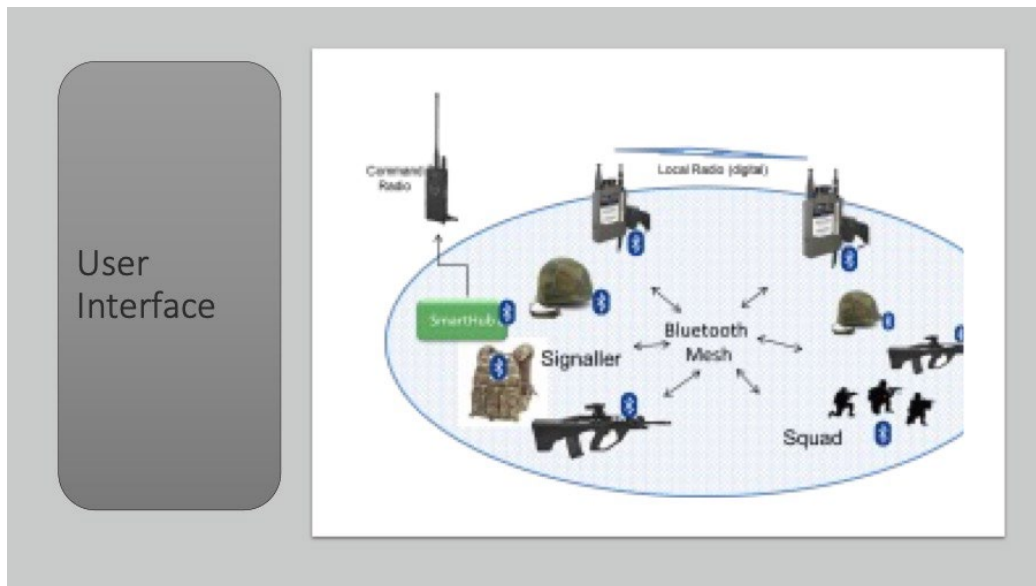 User
Interface
Command
Radio
Local Radio (digital)
SmartHub
Signaller
Bluetooth
Mesh
Squad